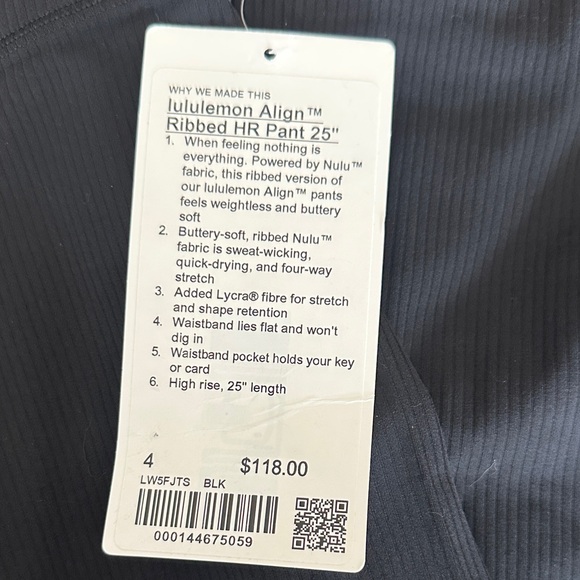 WHY WE MADE THIS
lululemon Align™
Ribbed HR Pant 25"
1. When feeling nothing is
everything. Powered by Nulu™
fabric, this ribbed version of
our lululemon Align™ pants
feels weightless and buttery
soft
2. Buttery-soft, ribbed Nulu™
fabric is sweat-wicking,
quick-drying, and four-way
stretch
3. Added Lycra® fibre for stretch
and shape retention
4. Waistband lies flat and won't
dig in
5. Waistband pocket holds your key
or card
6. High rise, 25" length
4 $118.00
LW5FJTS BLK
000144675059